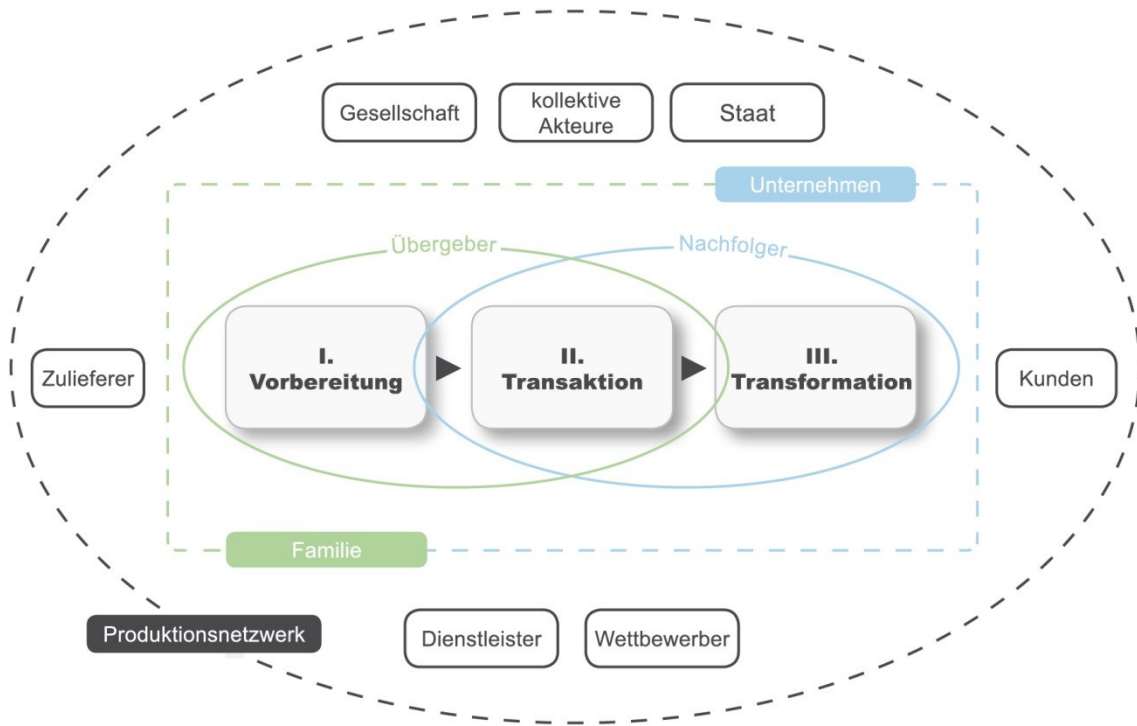 Gesellschaft
kollektive
Akteure
Staat
Unternehmen
Übergeber
Nachfolger
I.
Vorbereitung
II.
Transaktion
III.
Transformation
Zulieferer
Kunden
Familie
Produktionsnetzwerk
Dienstleister
Wettbewerber